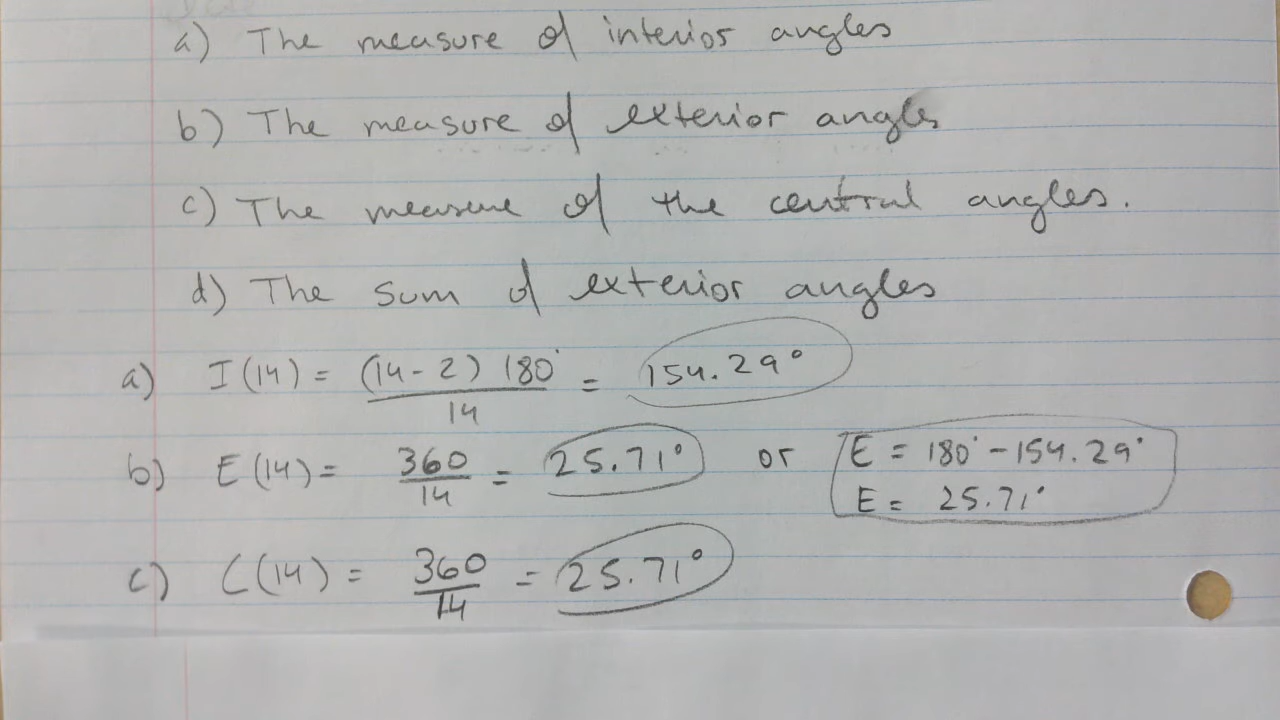 a) The measure of interior angles
b) The measure of exterior angles
c) The measure of the central angles.
d) The sum of exterior angles
a) I(14) = (14-2) 180° / 14 = 154.29°
b) E(14) = 360 / 14 = 25.71° or E = 180° - 154.29°
E = 25.71°
c) C(14) = 360 / 14 = 25.71°